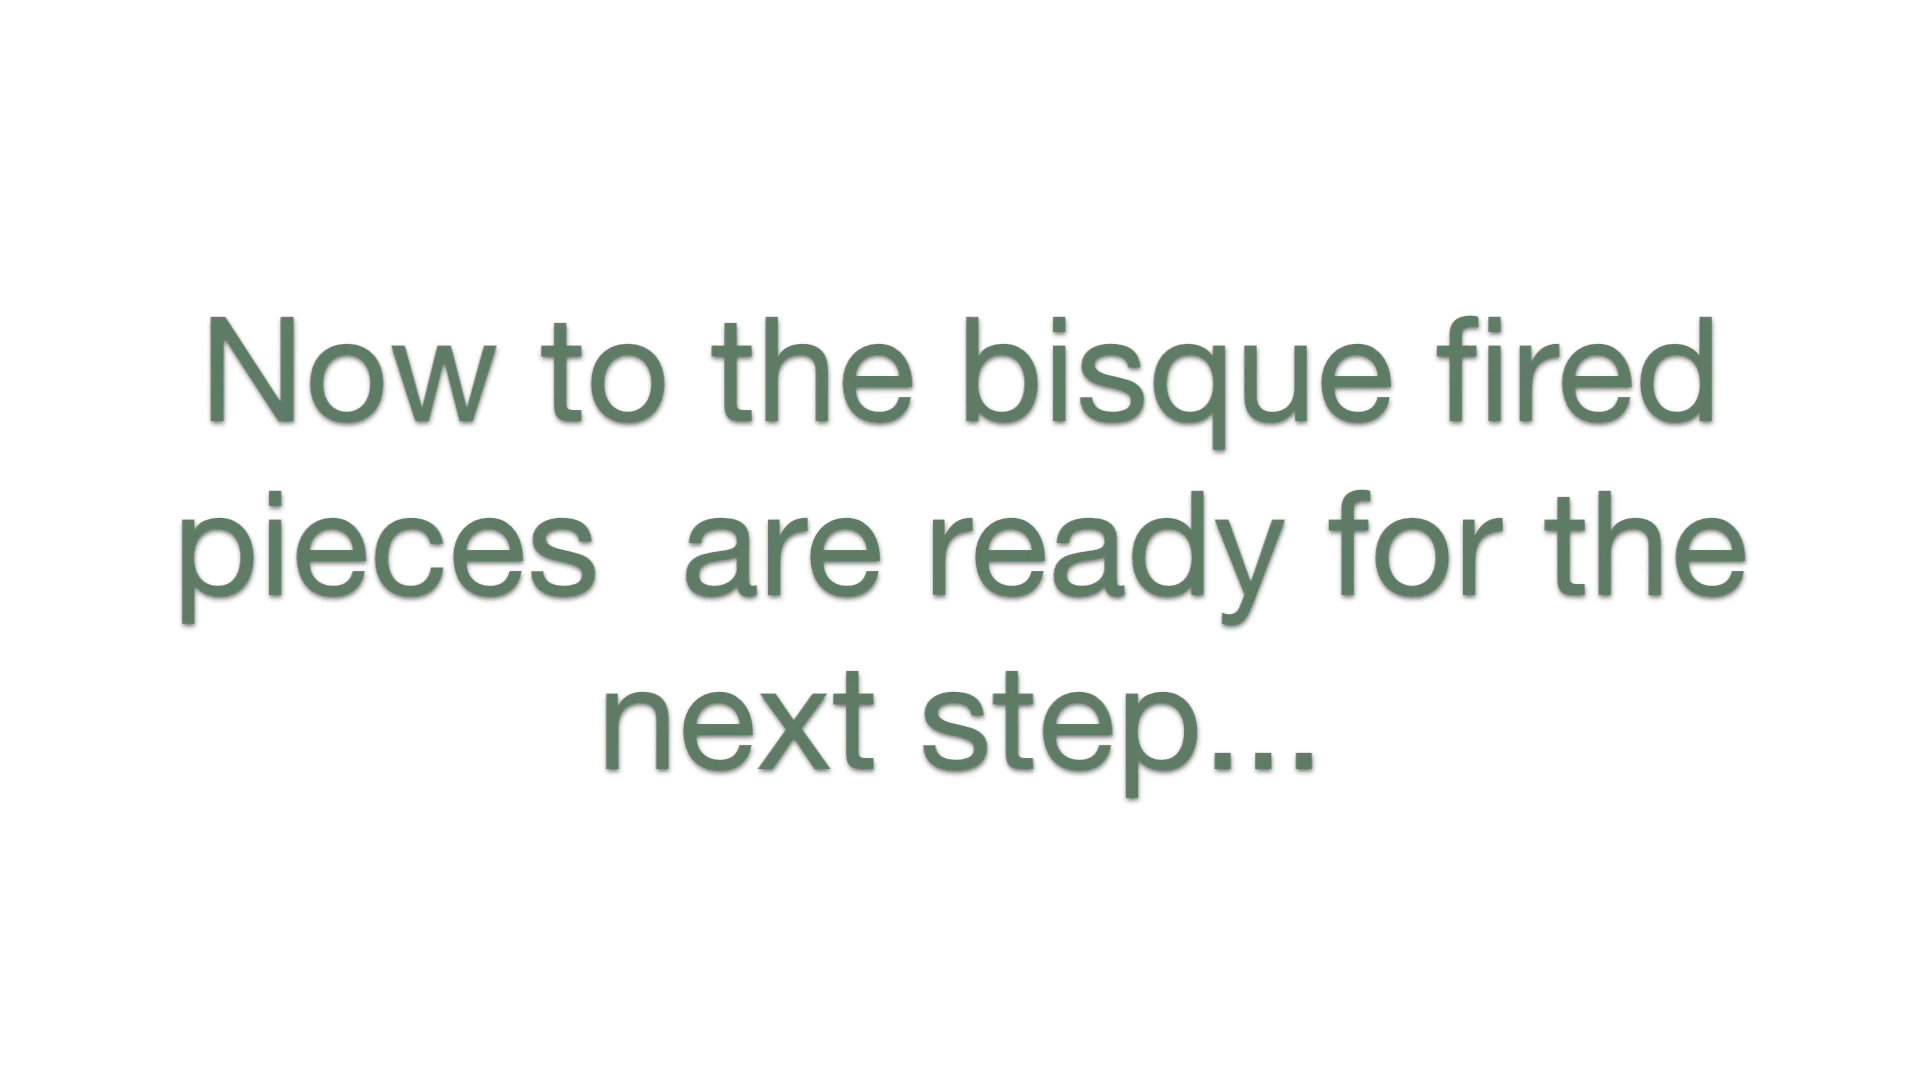 Now to the bisque fired
pieces  are ready for the
next step...